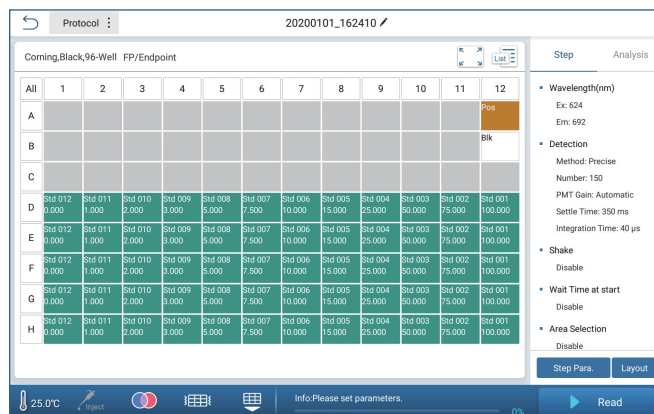 Protocol
20200101_162410
Corning,Black,96-Well FP/Endpoint
List
Step Analysis
All 1 2 3 4 5 6 7 8 9 10 11 12
A Pos
B Blk
C
D Std 012 Std 011 Std 010 Std 009 Std 008 Std 007 Std 006 Std 005 Std 004 Std 003 Std 002 Std 001
0.000 1.000 2.000 3.000 5.000 7.500 10.000 15.000 25.000 50.000 75.000 100.000
E Std 012 Std 011 Std 010 Std 009 Std 008 Std 007 Std 006 Std 005 Std 004 Std 003 Std 002 Std 001
0.000 1.000 2.000 3.000 5.000 7.500 10.000 15.000 25.000 50.000 75.000 100.000
F Std 012 Std 011 Std 010 Std 009 Std 008 Std 007 Std 006 Std 005 Std 004 Std 003 Std 002 Std 001
0.000 1.000 2.000 3.000 5.000 7.500 10.000 15.000 25.000 50.000 75.000 100.000
G Std 012 Std 011 Std 010 Std 009 Std 008 Std 007 Std 006 Std 005 Std 004 Std 003 Std 002 Std 001
0.000 1.000 2.000 3.000 5.000 7.500 10.000 15.000 25.000 50.000 75.000 100.000
H Std 012 Std 011 Std 010 Std 009 Std 008 Std 007 Std 006 Std 005 Std 004 Std 003 Std 002 Std 001
0.000 1.000 2.000 3.000 5.000 7.500 10.000 15.000 25.000 50.000 75.000 100.000
Wavelength(nm)
Ex: 624
Em: 692
Detection
Method: Precise
Number: 150
PMT Gain: Automatic
Settle Time: 350 ms
Integration Time: 40 µs
Shake
Disable
Wait Time at start
Disable
Area Selection
Disable
Step Para. Layout
25.0℃
Inject
Info:Please set parameters.
0%
Read